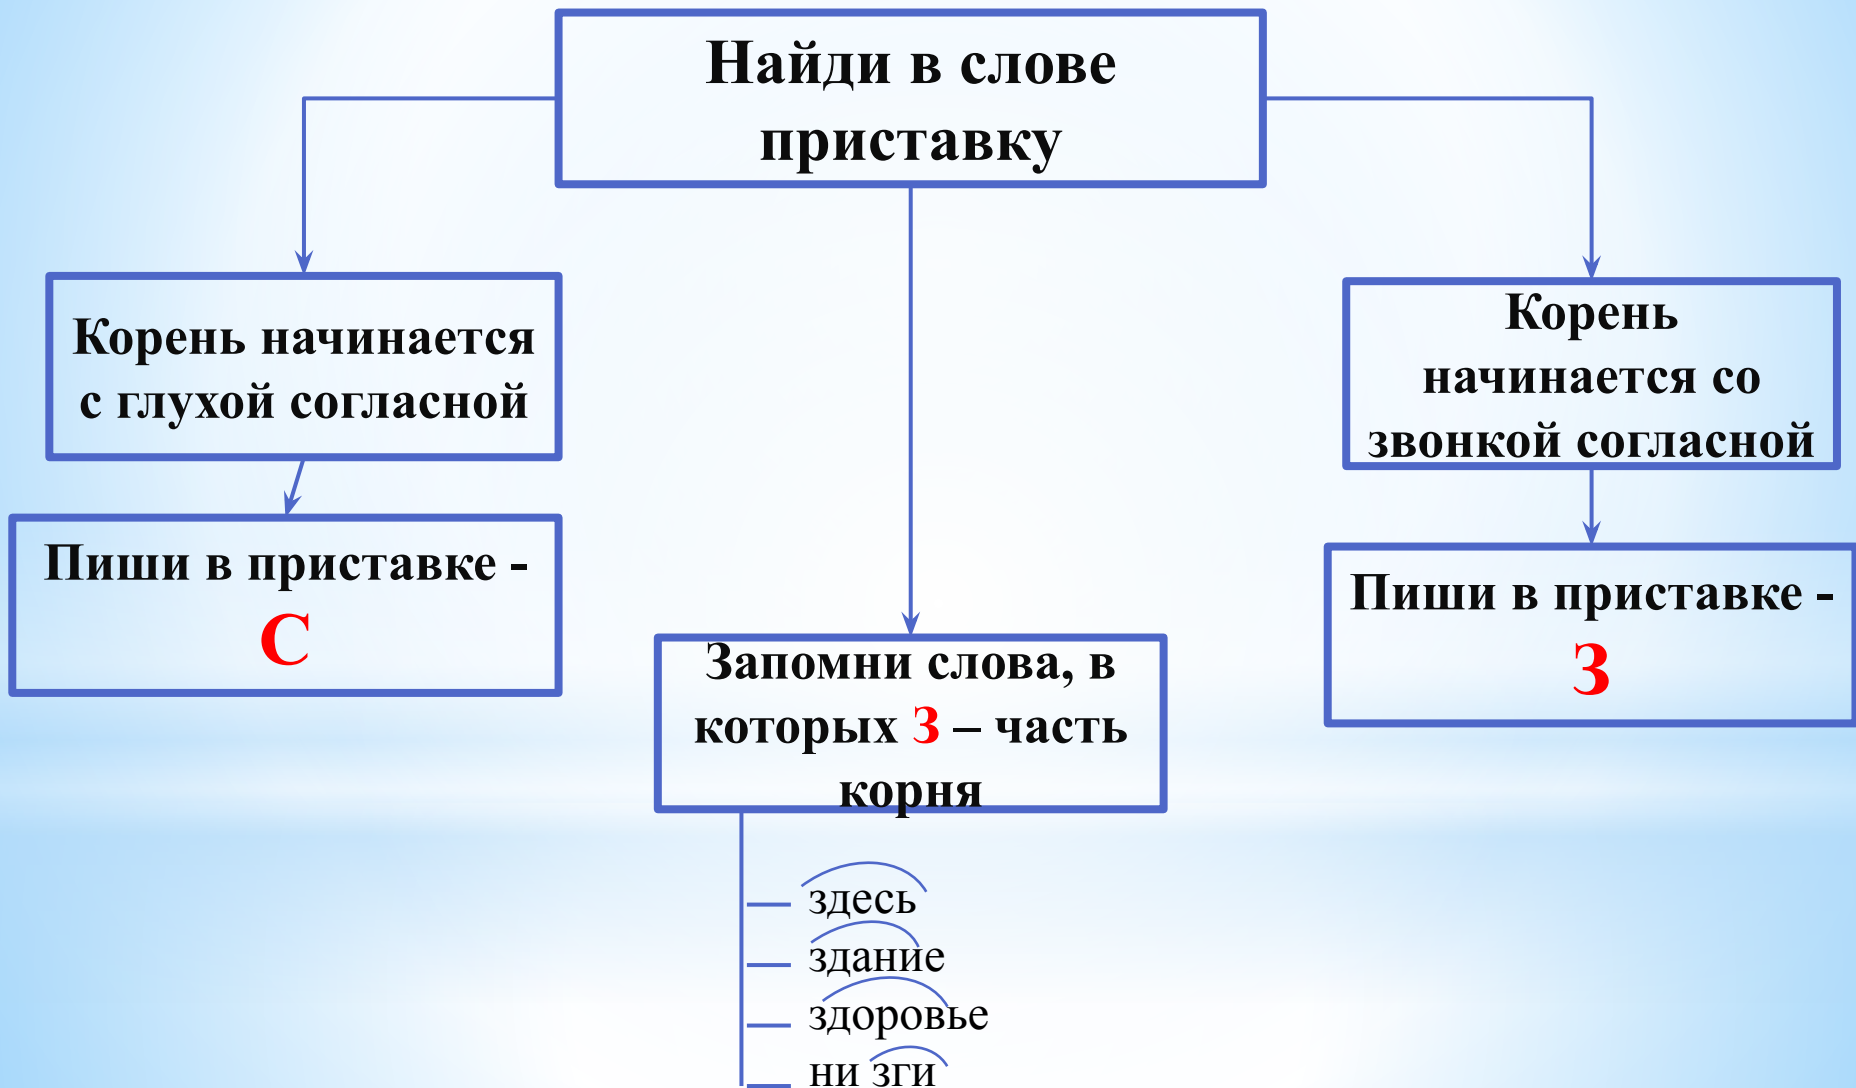 Найди в слове
приставку
Корень начинается
с глухой согласной
Пиши в приставке -
С
Корень
начинается со
звонкой согласной
Пиши в приставке -
З
Запомни слова, в
которых З – часть
корня
здесь
здание
здоровье
ни зги